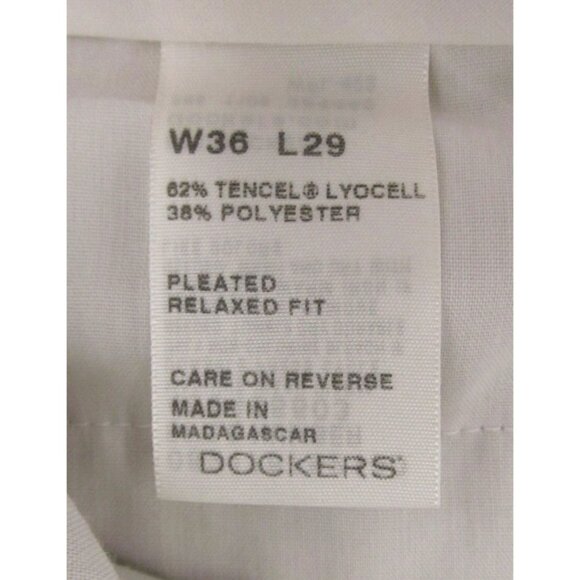 W36 L29
62% TENCEL® LYOCELL
38% POLYESTER
PLEATED
RELAXED FIT
CARE ON REVERSE
MADE IN
MADAGASCAR
DOCKERS®